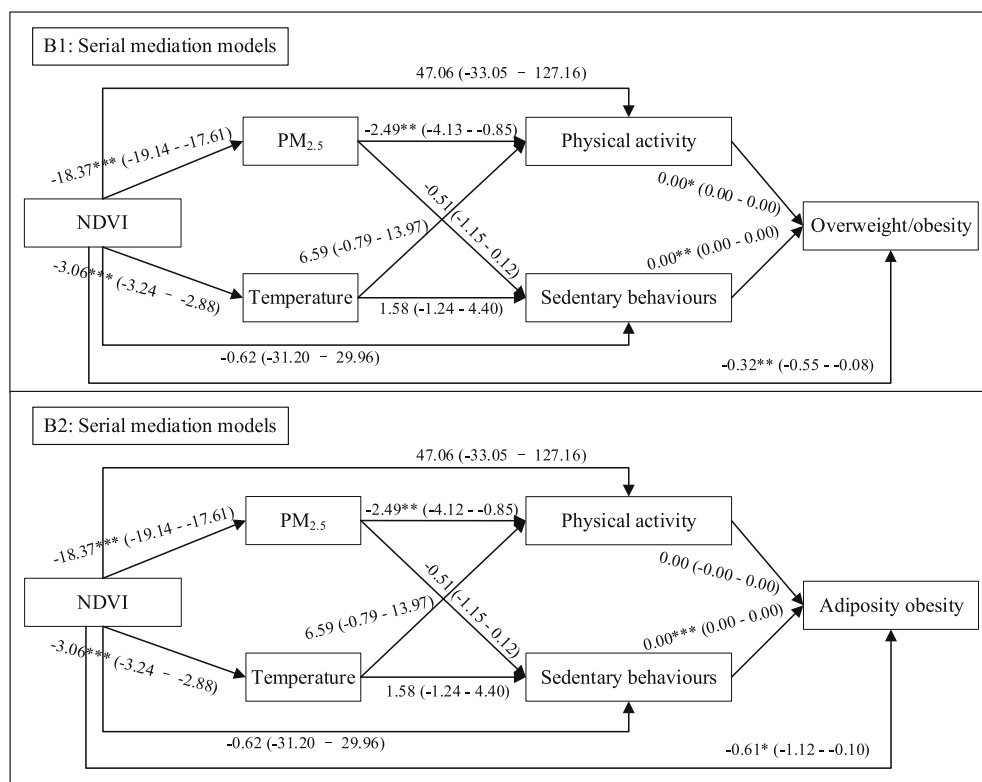 B1: Serial mediation models
47.06 (-33.05 – 127.16)
-18.37*** (-19.14 - -17.61)
PM2.5
-2.49** (-4.13 - -0.85)
Physical activity
-0.51 (-1.15 - 0.12)
0.00* (0.00 - 0.00)
NDVI
Overweight/obesity
6.59 (-0.79 - 13.97)
0.00** (0.00 - 0.00)
-3.06*** (-3.24 – -2.88)
Temperature
1.58 (-1.24 - 4.40)
Sedentary behaviours
-0.62 (-31.20 – 29.96)
-0.32** (-0.55 - -0.08)
B2: Serial mediation models
47.06 (-33.05 – 127.16)
-18.37*** (-19.14 - -17.61)
PM2.5
-2.49** (-4.12 - -0.85)
Physical activity
-0.51 (-1.15 - 0.12)
0.00 (-0.00 - 0.00)
NDVI
Adiposity obesity
6.59 (-0.79 - 13.97)
0.00*** (0.00 - 0.00)
-3.06*** (-3.24 – -2.88)
Temperature
1.58 (-1.24 - 4.40)
Sedentary behaviours
-0.62 (-31.20 – 29.96)
-0.61* (-1.12 - -0.10)